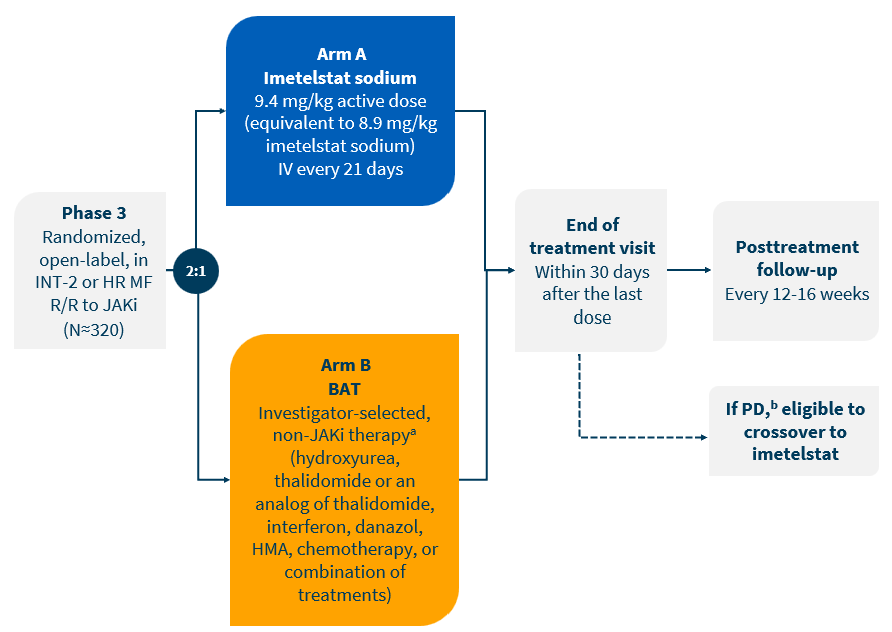 Phase 3
Randomized,
open-label, in
INT-2 or HR MF
R/R to JAKi
(N≈320)
2:1
Arm A
Imetelstat sodium
9.4 mg/kg active dose
(equivalent to 8.9 mg/kg
imetelstat sodium)
IV every 21 days
Arm B
BAT
Investigator-selected,
non-JAKi therapyᵃ
(hydroxyurea,
thalidomide or an
analog of thalidomide,
interferon, danazol,
HMA, chemotherapy, or
combination of
treatments)
End of
treatment visit
Within 30 days
after the last
dose
Posttreatment
follow-up
Every 12-16 weeks
If PD,ᵇ eligible to
crossover to
imetelstat